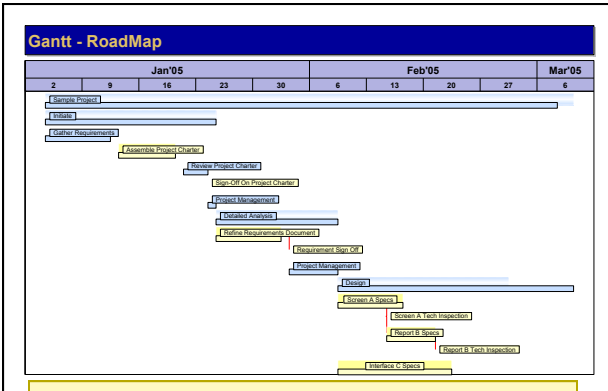 Gantt - RoadMap
Jan'05 Feb'05 Mar'05
2 9 16 23 30 6 13 20 27 6
Sample Project
Initiate
Gather Requirements
Assemble Project Charter
Review Project Charter
Sign-Off On Project Charter
Project Management
Detailed Analysis
Refine Requirements Document
Requirement Sign Off
Project Management
Design
Screen A Specs
Screen A Tech Inspection
Report B Specs
Report B Tech Inspection
Interface C Specs